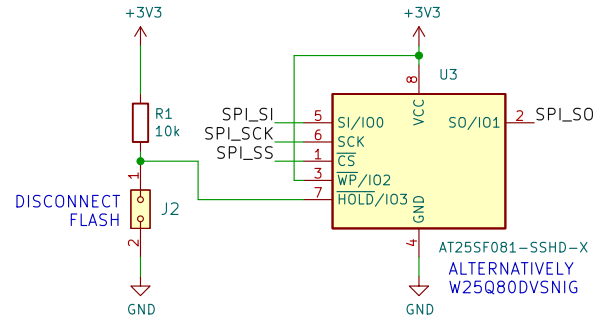 +3V3
+3V3
U3
8
VCC
R1
10k
SPI_SI
5
SI/IO0
SO/IO1
2
SPI_SO
SPI_SCK
6
SCK
SPI_SS
1
CS
3
WP/IO2
7
HOLD/IO3
1
DISCONNECT
FLASH
J2
2
GND
4
AT25SF081-SSHD-X
ALTERNATIVELY
W25Q80DVSNIG
GND
GND